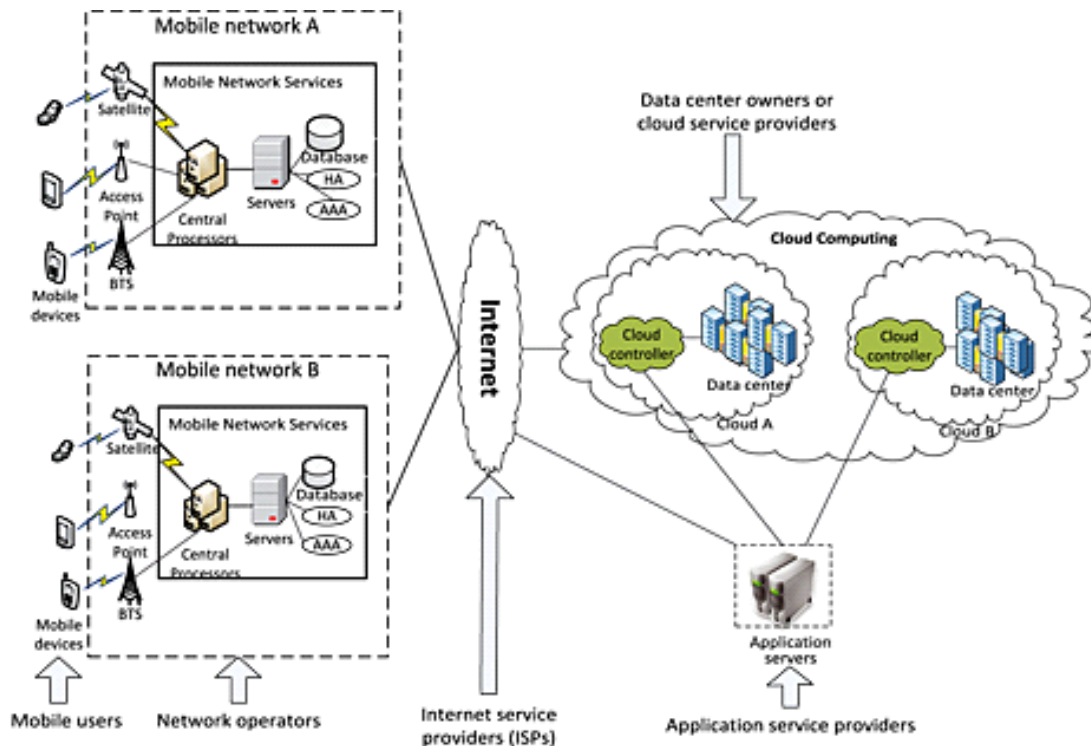 Mobile network A
Mobile Network Services
Satellite
Database
HA
AAA
Access
Point
Servers
Central
Processors
BTS
Mobile
devices
Mobile network B
Mobile Network Services
Satellite
Database
HA
AAA
Access
Point
Servers
Central
Processors
BTS
Mobile
devices
Mobile users
Network operators
Internet
Internet service
providers (ISPs)
Data center owners or
cloud service providers
Cloud Computing
Cloud
controller
Data center
Cloud A
Cloud
controller
Data center
Cloud B
Application
servers
Application service providers